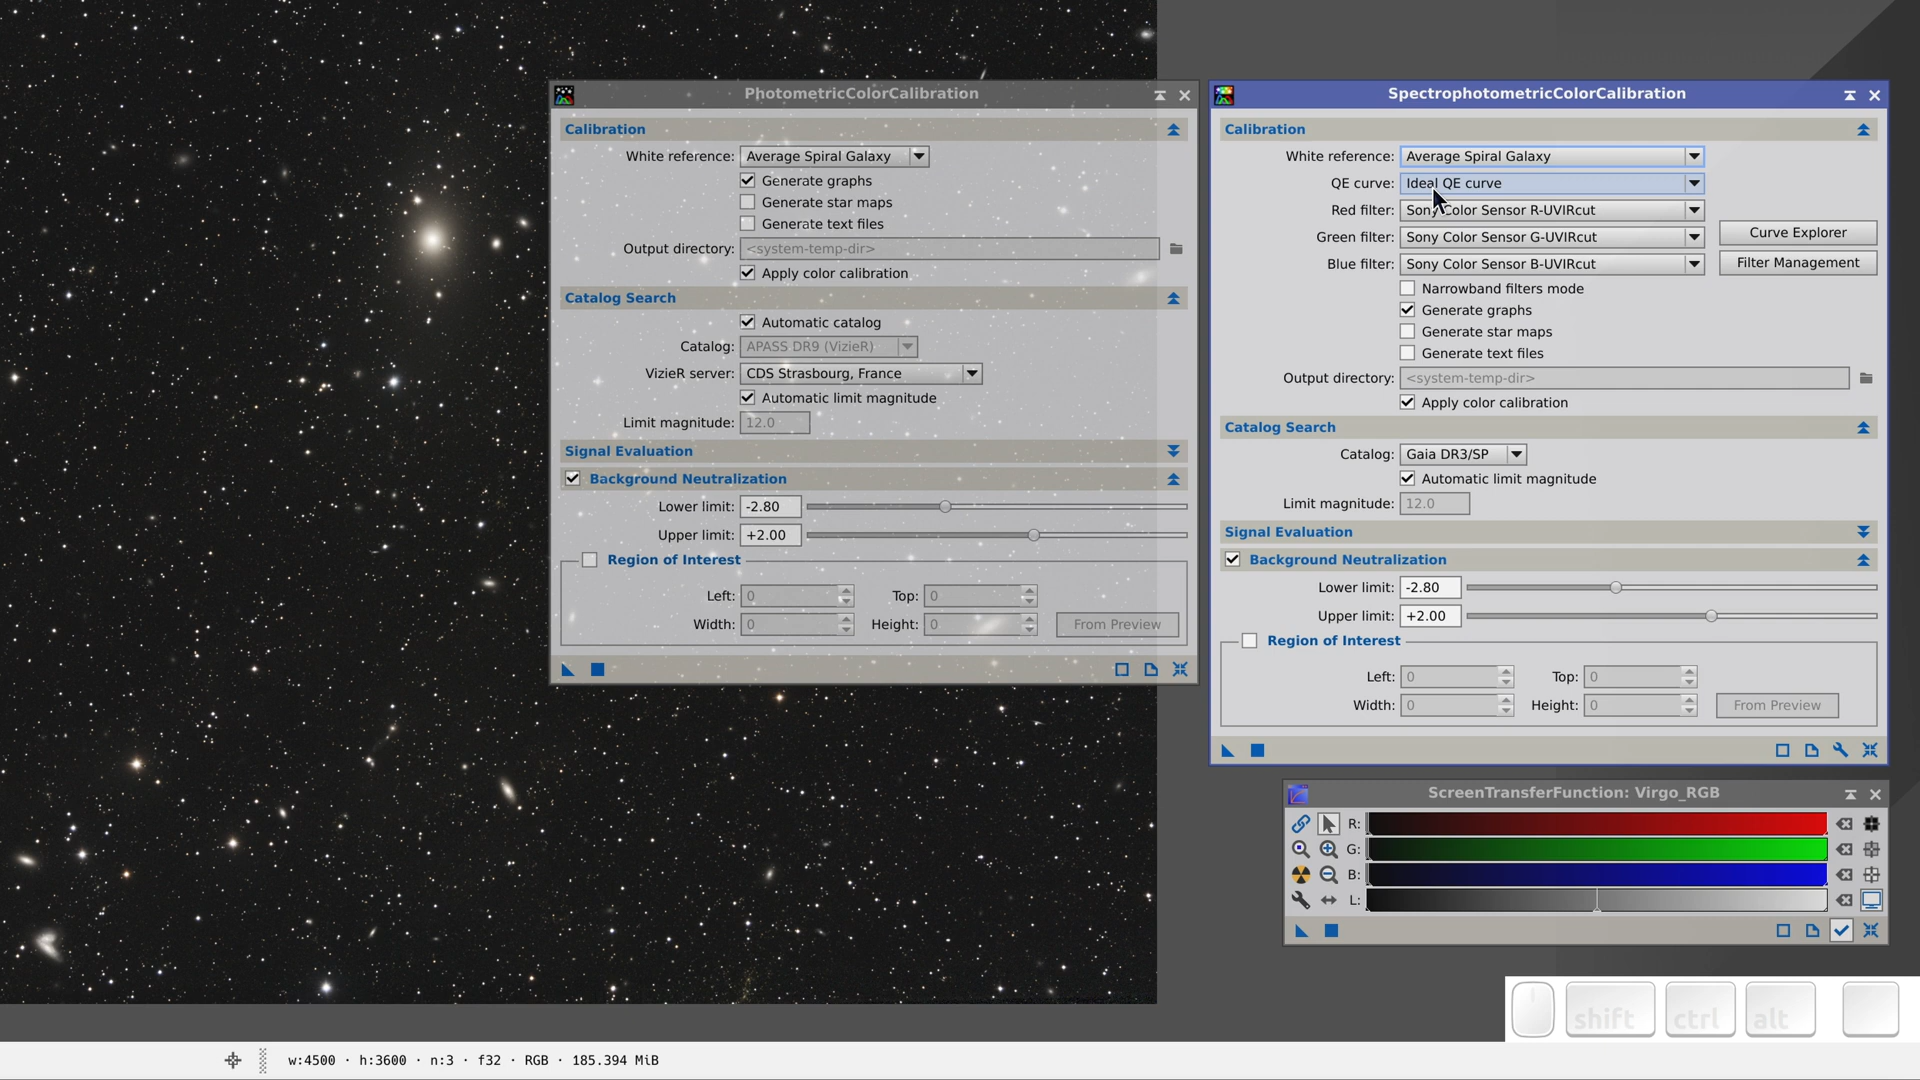 PhotometricColorCalibration
Calibration
White reference: Average Spiral Galaxy
Generate graphs
Generate star maps
Generate text files
Output directory: <system-temp-dir>
Apply color calibration
Catalog Search
Automatic catalog
Catalog: APASS DR9 (VizieR)
VizieR server: CDS Strasbourg, France
Automatic limit magnitude
Limit magnitude: 12.0
Signal Evaluation
Background Neutralization
Lower limit: -2.80
Upper limit: +2.00
Region of Interest
Left: 0 Top: 0
Width: 0 Height: 0 From Preview
SpectrophotometricColorCalibration
Calibration
White reference: Average Spiral Galaxy
QE curve: Ideal QE curve
Red filter: Sony Color Sensor R-UVIRcut
Green filter: Sony Color Sensor G-UVIRcut Curve Explorer
Blue filter: Sony Color Sensor B-UVIRcut Filter Management
Narrowband filters mode
Generate graphs
Generate star maps
Generate text files
Output directory: <system-temp-dir>
Apply color calibration
Catalog Search
Catalog: Gaia DR3/SP
Automatic limit magnitude
Limit magnitude: 12.0
Signal Evaluation
Background Neutralization
Lower limit: -2.80
Upper limit: +2.00
Region of Interest
Left: 0 Top: 0
Width: 0 Height: 0 From Preview
ScreenTransferFunction: Virgo_RGB
R:
G:
B:
L:
shift ctrl alt
w:4500 · h:3600 · n:3 · f32 · RGB · 185.394 MiB